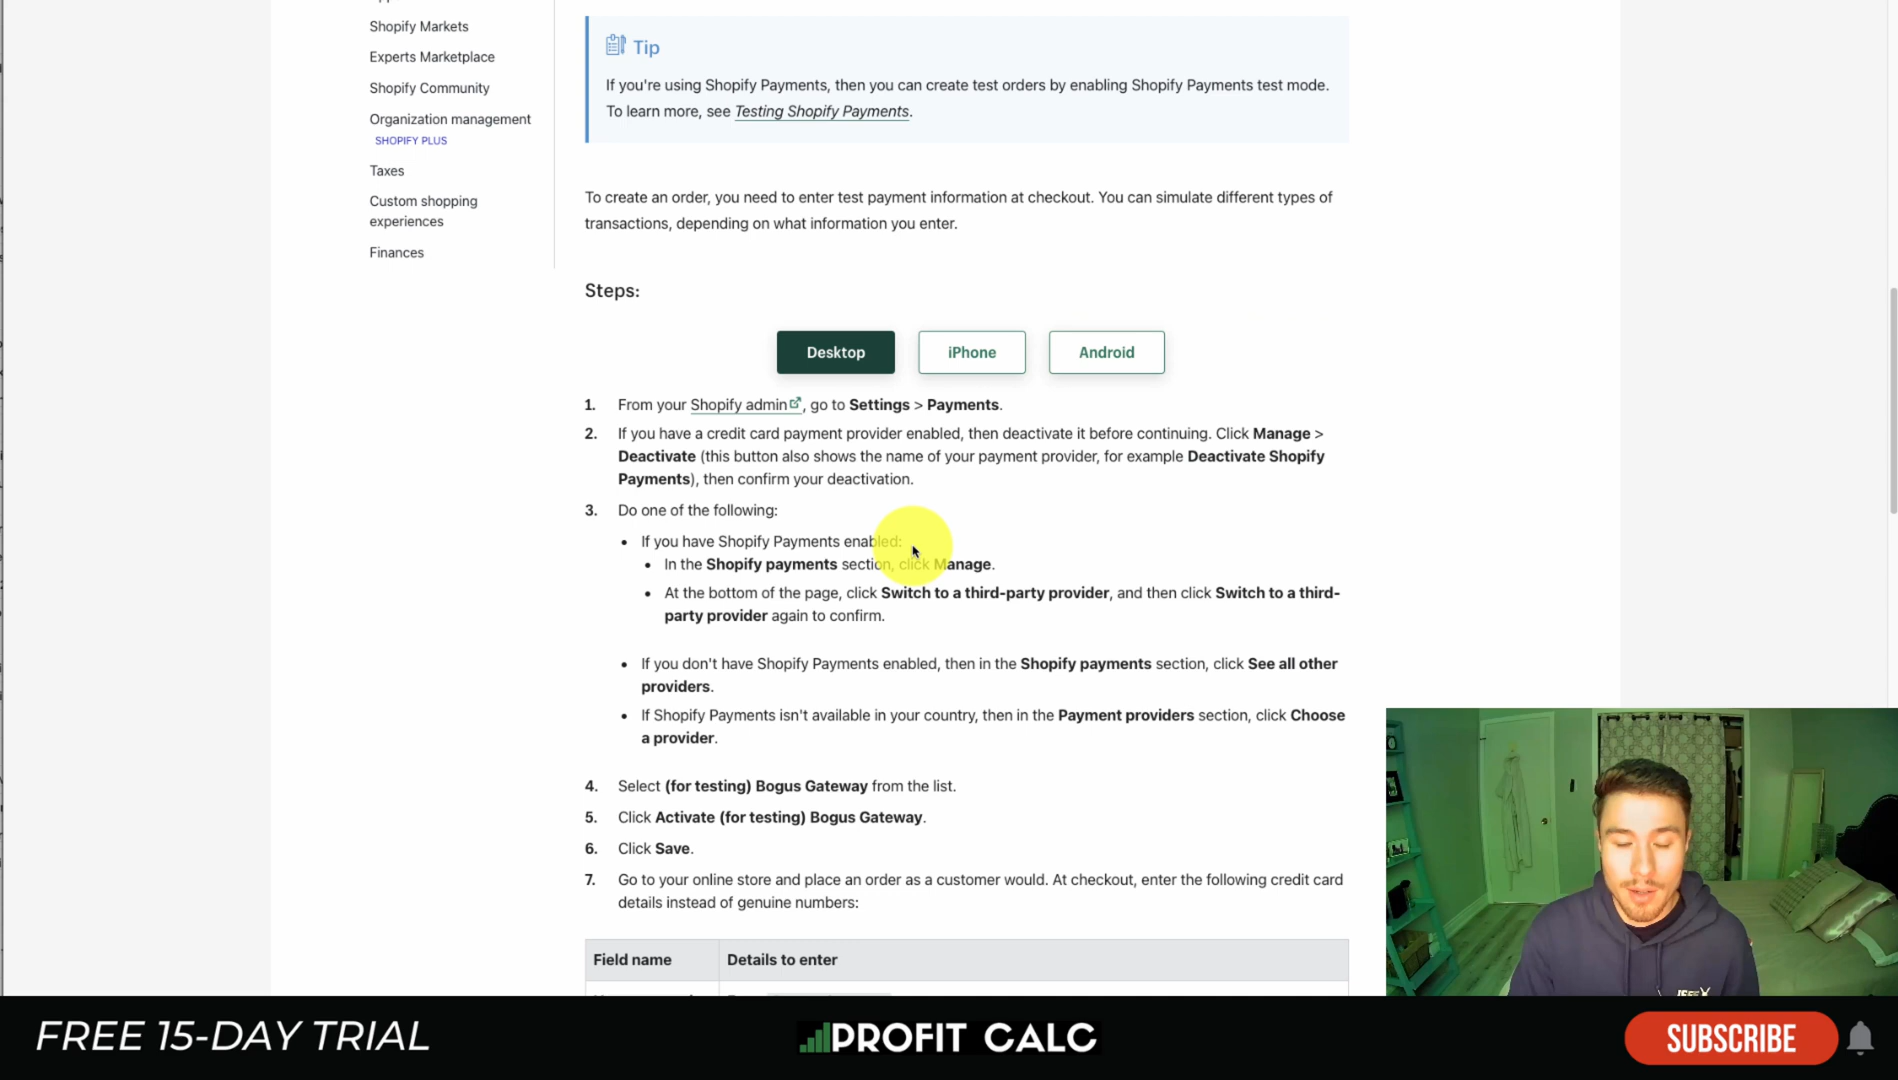 Shopify Markets
Experts Marketplace
Shopify Community
Organization management
SHOPIFY PLUS
Taxes
Custom shopping
experiences
Finances
Tip
If you're using Shopify Payments, then you can create test orders by enabling Shopify Payments test mode.
To learn more, see Testing Shopify Payments.
To create an order, you need to enter test payment information at checkout. You can simulate different types of
transactions, depending on what information you enter.
Steps:
Desktop
iPhone
Android
1. From your Shopify admin, go to Settings > Payments.
2. If you have a credit card payment provider enabled, then deactivate it before continuing. Click Manage >
Deactivate (this button also shows the name of your payment provider, for example Deactivate Shopify
Payments), then confirm your deactivation.
3. Do one of the following:
• If you have Shopify Payments enabled:
• In the Shopify payments section, click Manage.
• At the bottom of the page, click Switch to a third-party provider, and then click Switch to a third-
party provider again to confirm.
• If you don't have Shopify Payments enabled, then in the Shopify payments section, click See all other
providers.
• If Shopify Payments isn't available in your country, then in the Payment providers section, click Choose
a provider.
4. Select (for testing) Bogus Gateway from the list.
5. Click Activate (for testing) Bogus Gateway.
6. Click Save.
7. Go to your online store and place an order as a customer would. At checkout, enter the following credit card
details instead of genuine numbers:
Field name
Details to enter
FREE 15-DAY TRIAL
PROFIT CALC
SUBSCRIBE